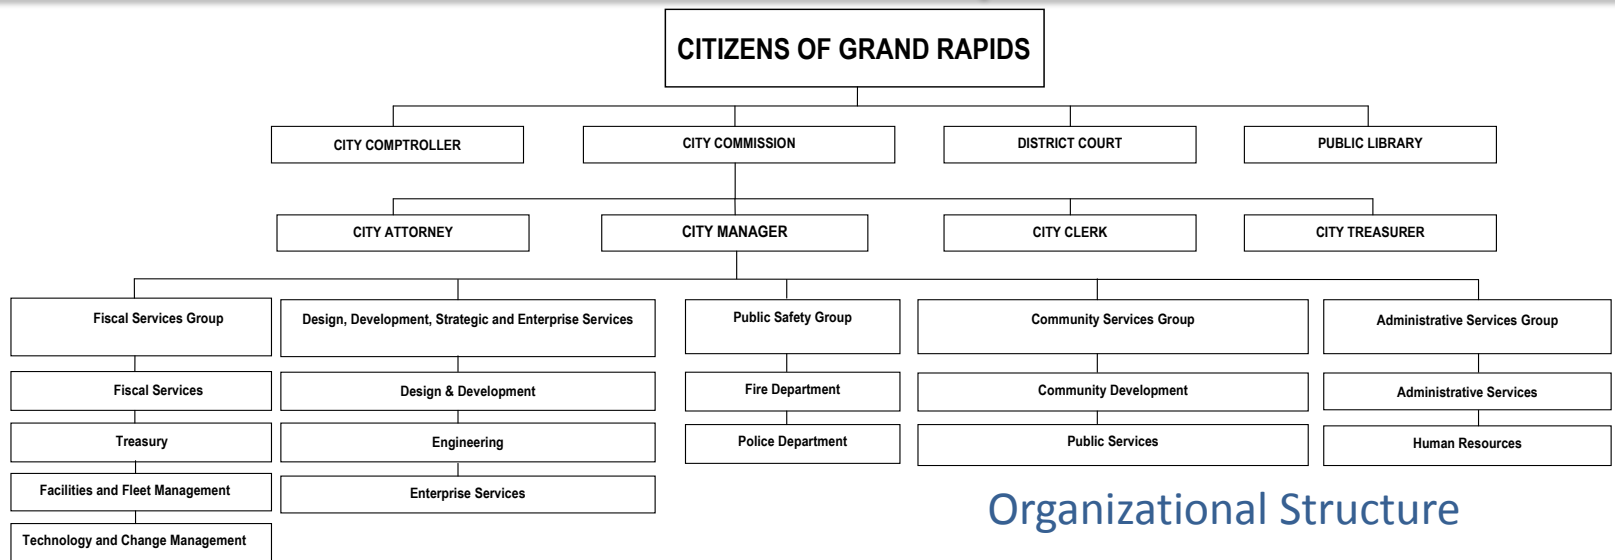 CITIZENS OF GRAND RAPIDS
CITY COMPTROLLER
CITY COMMISSION
DISTRICT COURT
PUBLIC LIBRARY
CITY ATTORNEY
CITY MANAGER
CITY CLERK
CITY TREASURER
Fiscal Services Group
Design, Development, Strategic and Enterprise Services
Public Safety Group
Community Services Group
Administrative Services Group
Fiscal Services
Design & Development
Fire Department
Community Development
Administrative Services
Treasury
Engineering
Police Department
Public Services
Human Resources
Facilities and Fleet Management
Enterprise Services
Technology and Change Management
Organizational Structure